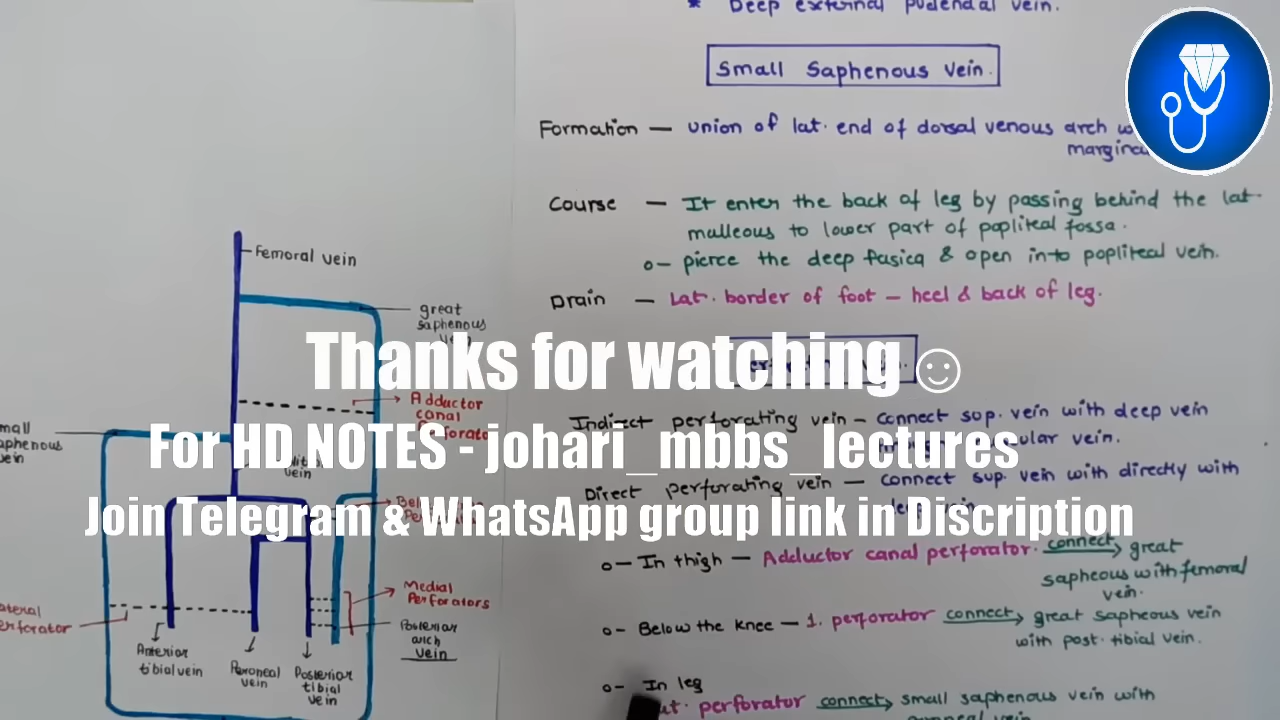 * Deep external pudendal vein.
Small Saphenous Vein.
Formation — union of lat. end of dorsal venous arch
Course — It enter the back of leg by passing behind the lat.
malleous to lower part of popliteal fossa.
o— pierce the deep fasica & open into popliteal vein.
Drain — Lat. border of foot — heel & back of leg.
Femoral vein
great
saphenous
Adductor
canal
small
saphenous
vein
vein
Thanks for watching☺
For HD NOTES - johari_mbbs_lectures
Join Telegram & WhatsApp group link in Discription
Indirect perforating vein — connect sup. vein with deep vein
vein.
Direct perforating vein — connect sup. vein with directly with
o— In thigh — Adductor canal perforator. connect great
sapheous with femoral
vein.
o— Below the knee — 1. perforator connect great sapheous vein
with post. tibial vein.
o— In leg
perforator connect small saphenous vein with
Medial
Perforators
Posterior
arch
vein
Anterior
tibial vein
Peroneal
vein
Posterior
tibial
vein